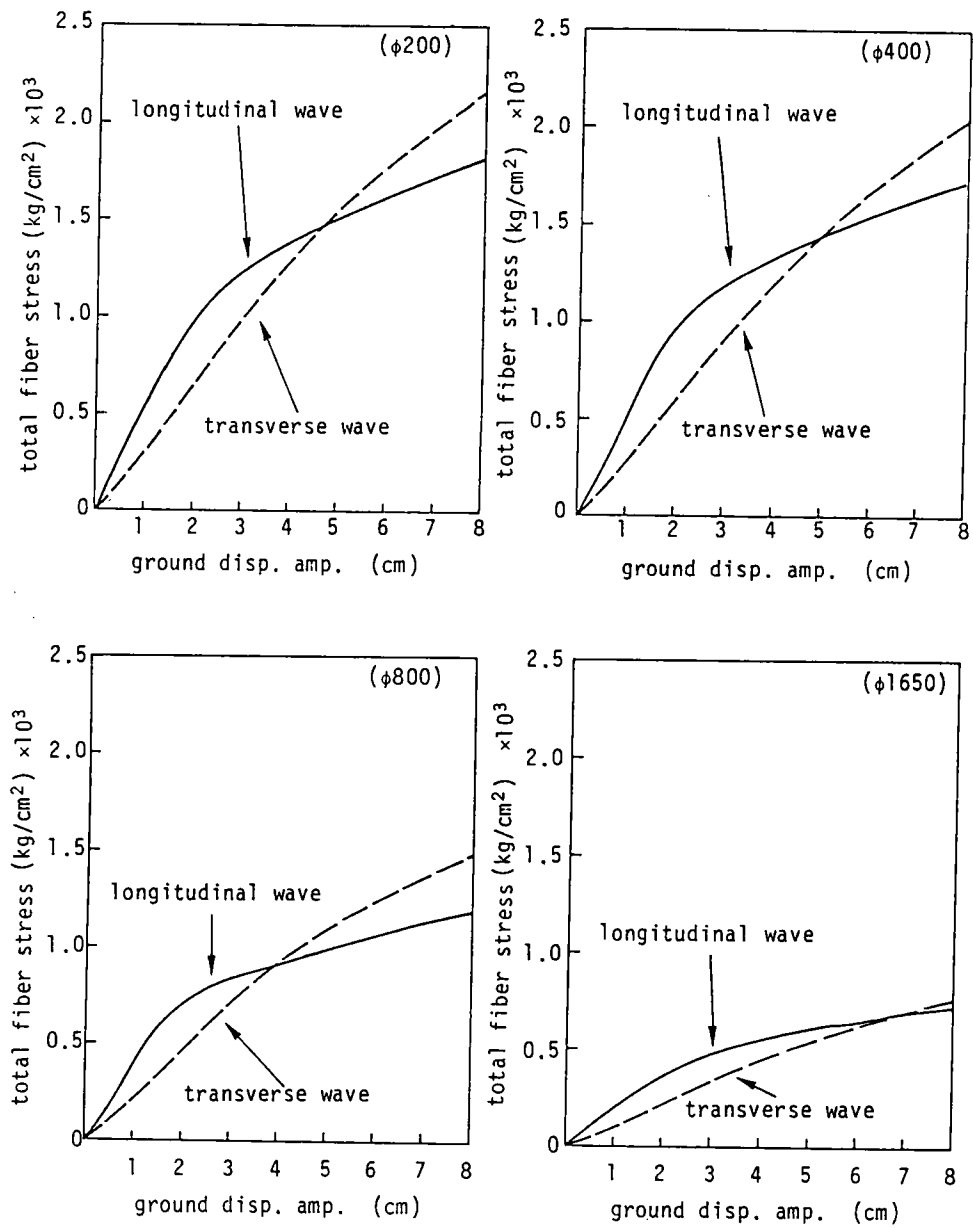 (φ200)
total fiber stress (kg/cm²) ×10³
2.5
2.0
1.5
1.0
0.5
0
longitudinal wave
transverse wave
1 2 3 4 5 6 7 8
ground disp. amp. (cm)
(φ400)
total fiber stress (kg/cm²) ×10³
2.5
2.0
1.5
1.0
0.5
0
longitudinal wave
transverse wave
1 2 3 4 5 6 7 8
ground disp. amp. (cm)
(φ800)
total fiber stress (kg/cm²) ×10³
2.5
2.0
1.5
1.0
0.5
0
longitudinal wave
transverse wave
1 2 3 4 5 6 7 8
ground disp. amp. (cm)
(φ1650)
total fiber stress (kg/cm²) ×10³
2.5
2.0
1.5
1.0
0.5
0
longitudinal wave
transverse wave
1 2 3 4 5 6 7 8
ground disp. amp. (cm)